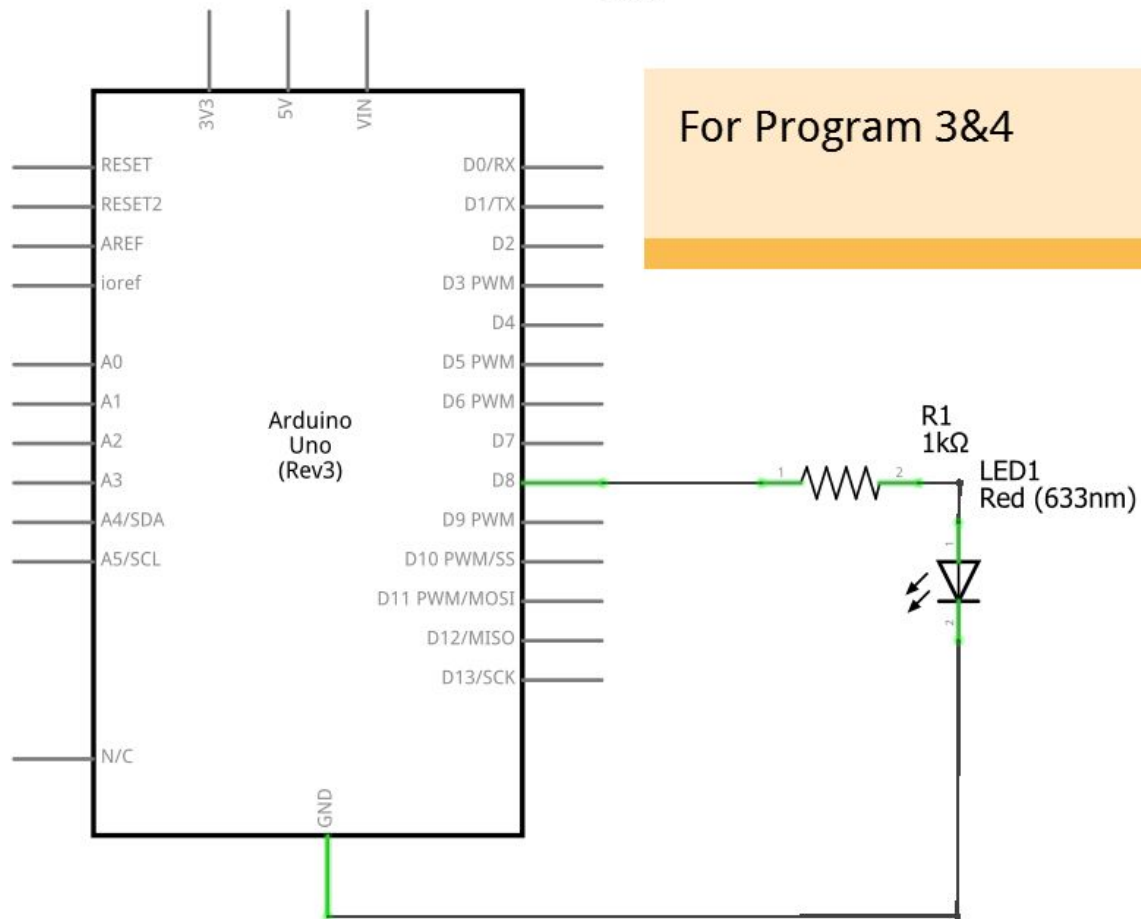 For Program 3&4
3V3
5V
VIN
RESET
RESET2
AREF
ioref
A0
A1
A2
A3
A4/SDA
A5/SCL
N/C
Arduino
Uno
(Rev3)
D0/RX
D1/TX
D2
D3 PWM
D4
D5 PWM
D6 PWM
D7
D8
D9 PWM
D10 PWM/SS
D11 PWM/MOSI
D12/MISO
D13/SCK
GND
R1
1kΩ
1
2
LED1
Red (633nm)
1
2